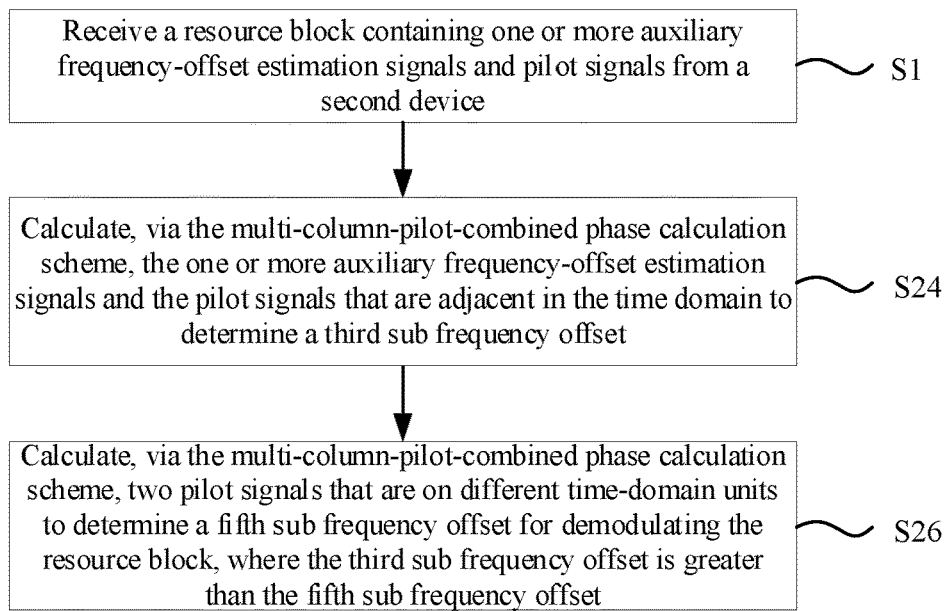 Receive a resource block containing one or more auxiliary
frequency-offset estimation signals and pilot signals from a
second device
S1
Calculate, via the multi-column-pilot-combined phase calculation
scheme, the one or more auxiliary frequency-offset estimation
signals and the pilot signals that are adjacent in the time domain to
determine a third sub frequency offset
S24
Calculate, via the multi-column-pilot-combined phase calculation
scheme, two pilot signals that are on different time-domain units
to determine a fifth sub frequency offset for demodulating the
resource block, where the third sub frequency offset is greater
than the fifth sub frequency offset
S26